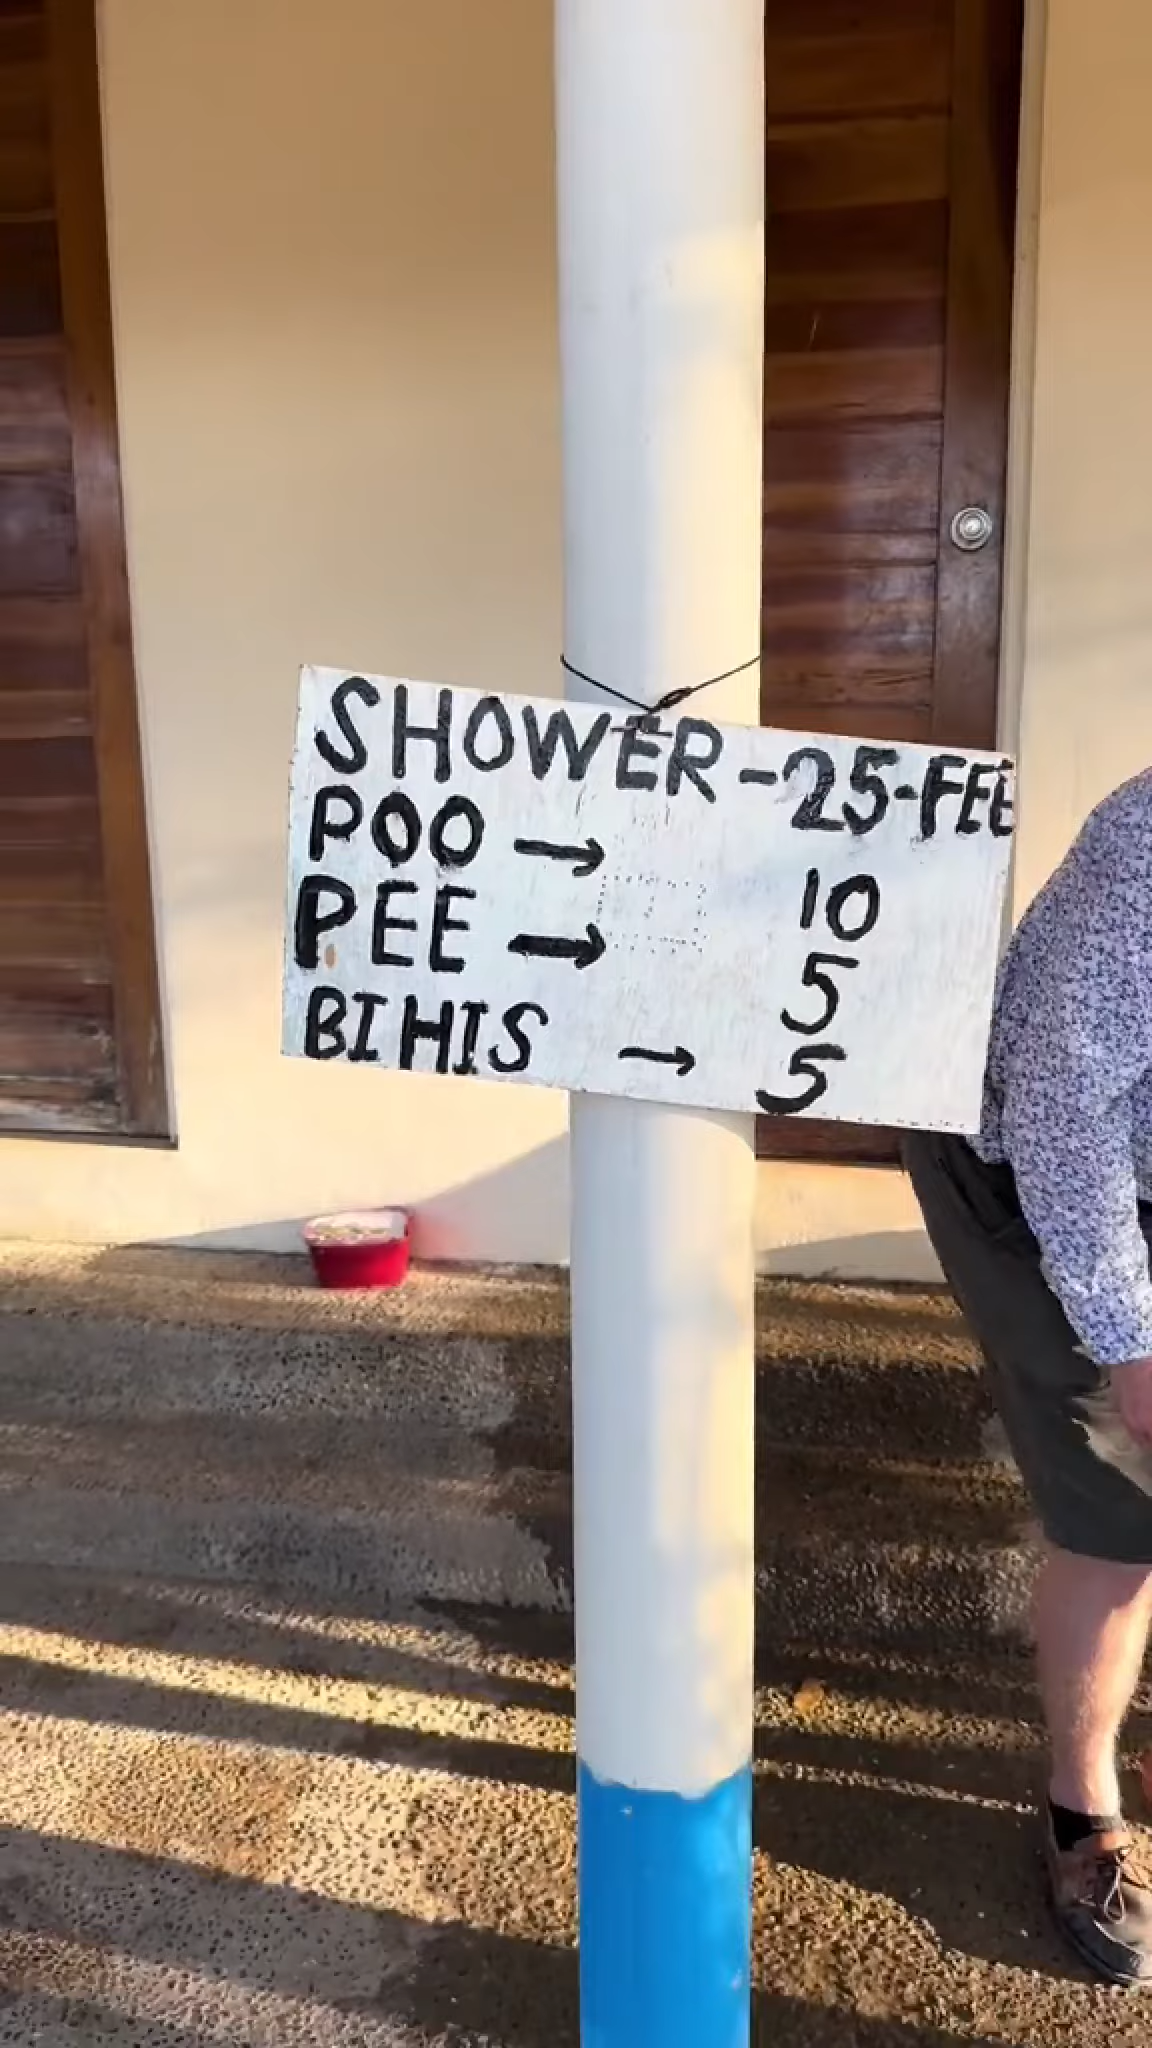 SHOWER - 25 - FEE
POO → 10
PEE → 5
BIHIS → 5